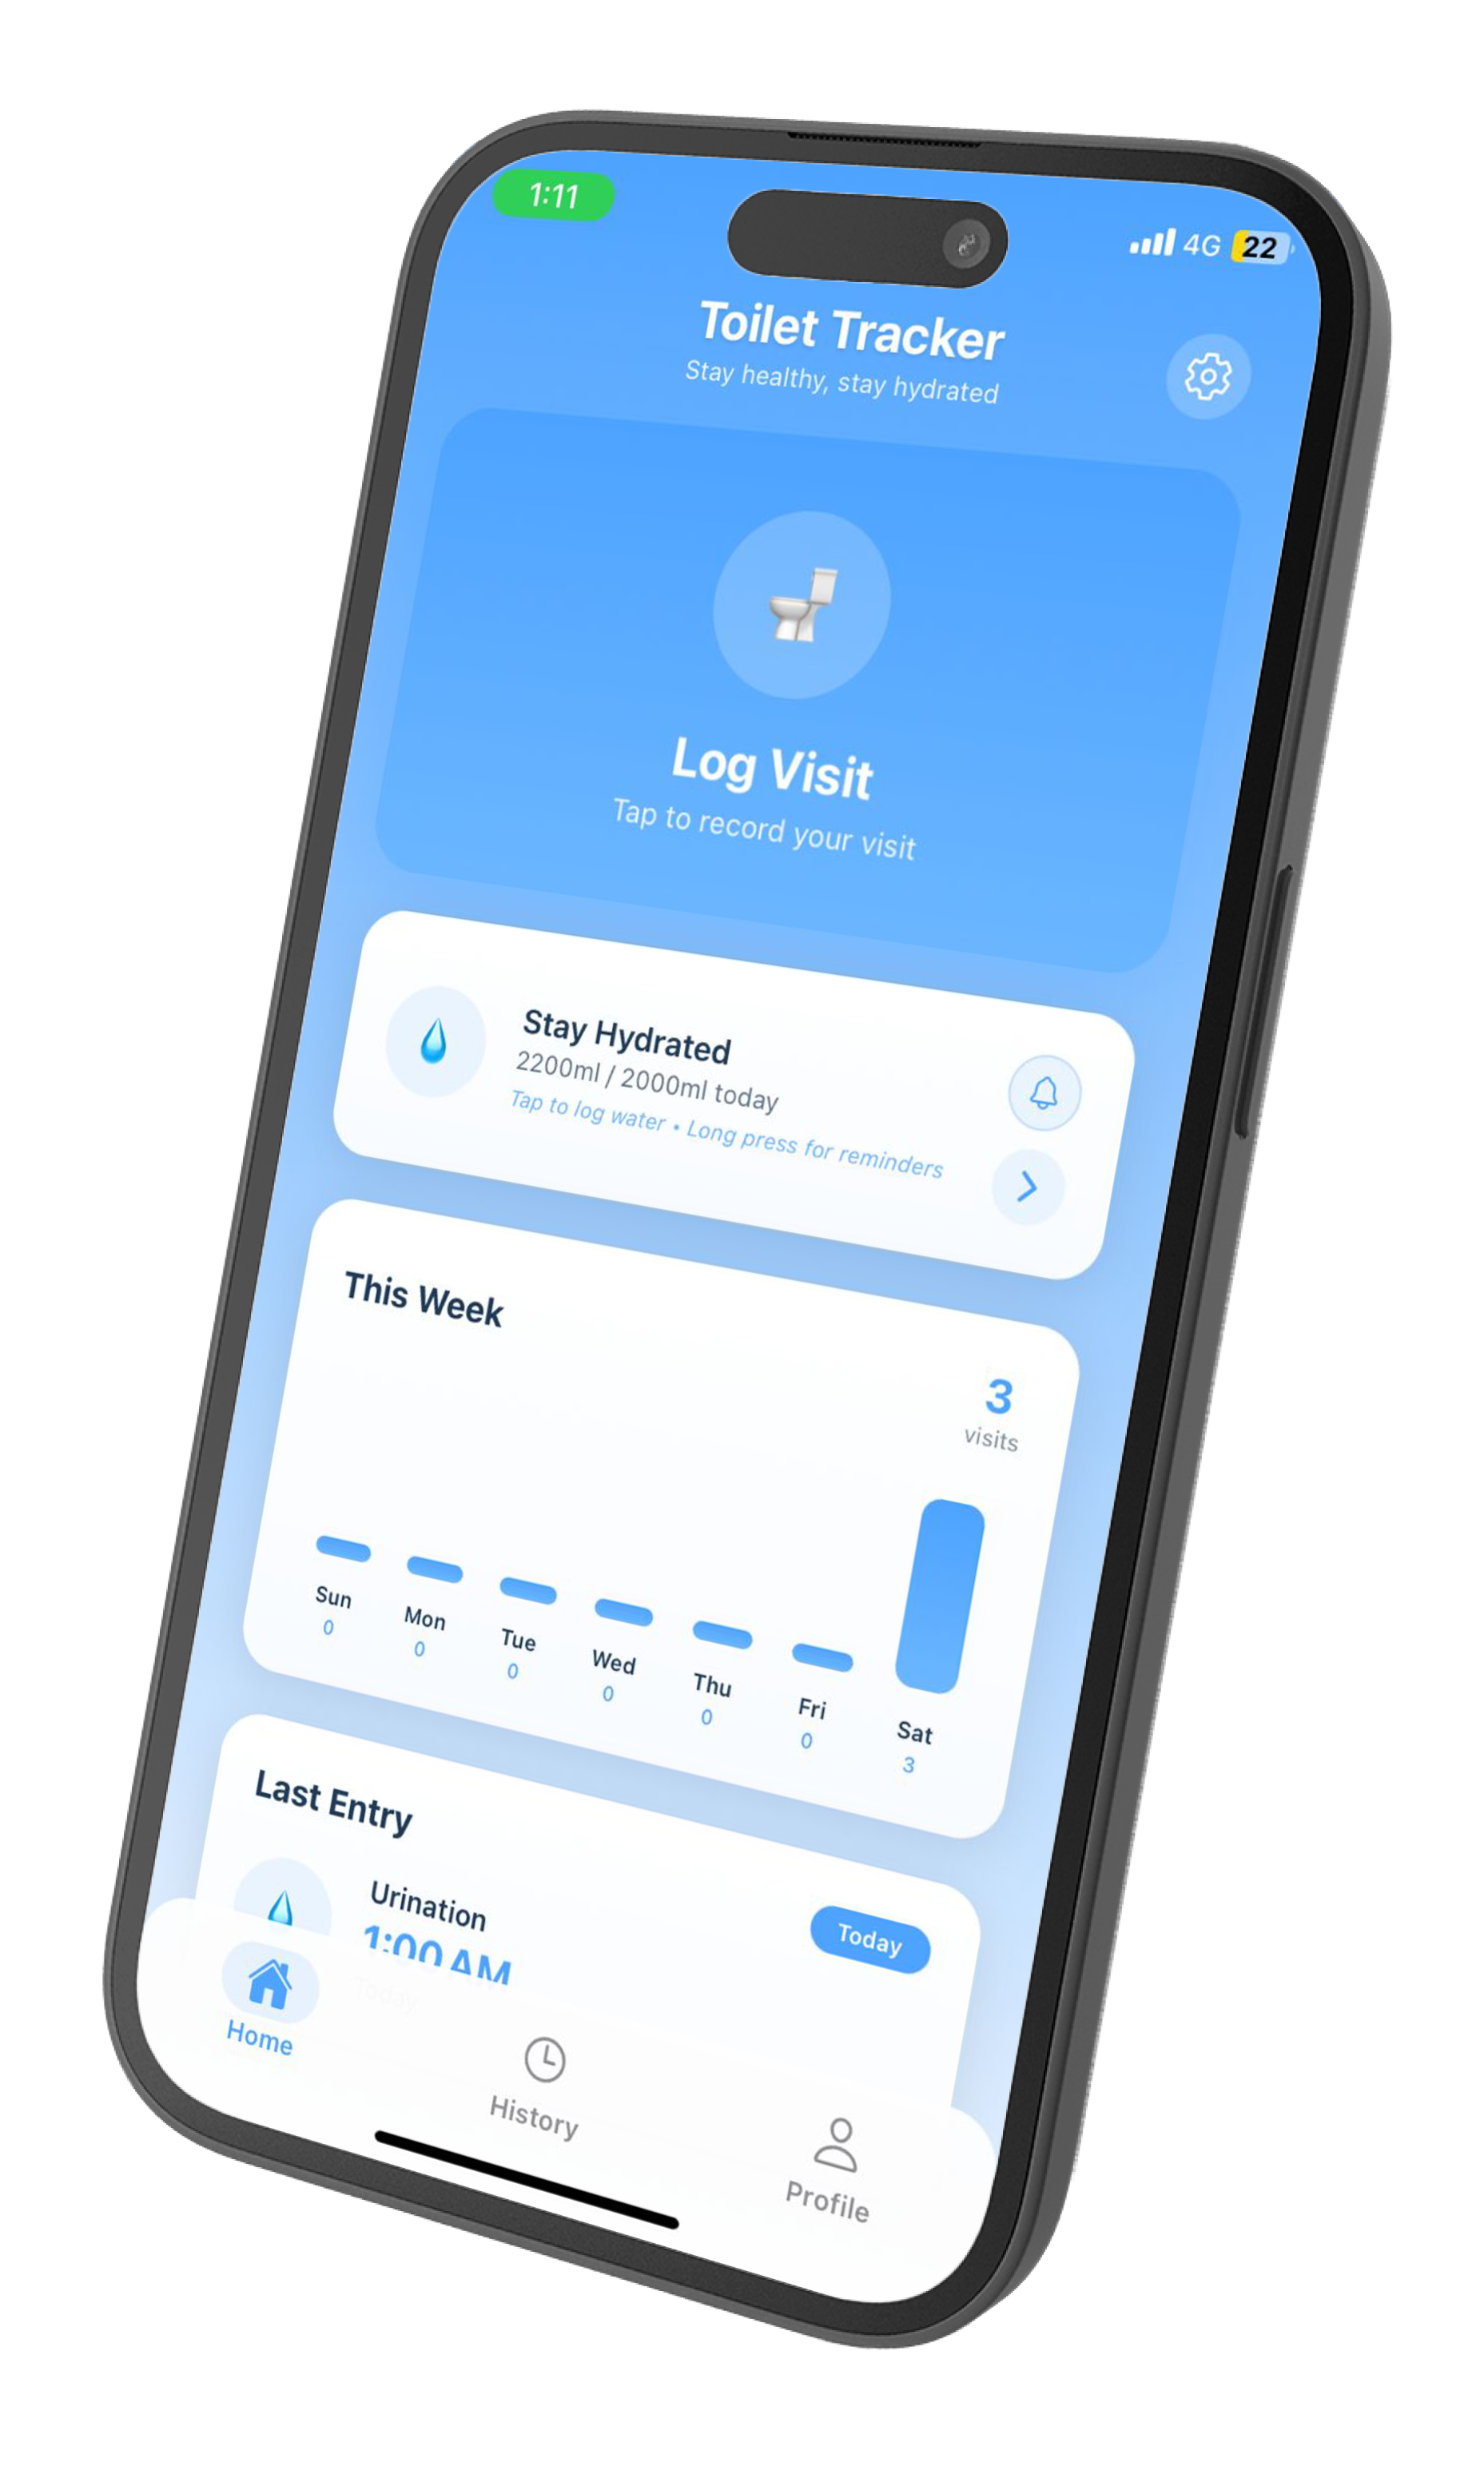 1:11
4G 22
Toilet Tracker
Stay healthy, stay hydrated
Log Visit
Tap to record your visit
Stay Hydrated
2200ml / 2000ml today
Tap to log water • Long press for reminders
This Week
3
visits
Sun Mon Tue Wed Thu Fri Sat
0 0 0 0 0 0 3
Last Entry
Urination
Today
1:00 AM
Today
Home
History
Profile